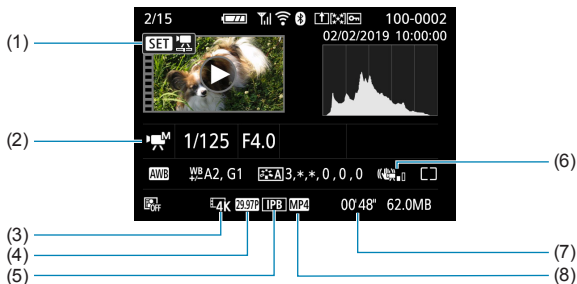 2/15 100-0002
02/02/2019 10:00:00
(1) SET
(2) M 1/125 F4.0
(6)
AWB WB +/- A2, G1 A 3,*,*,0,0,0
OFF 4K 29.97P IPB MP4 00'48" 62.0MB
(3)
(4)
(5)
(7)
(8)